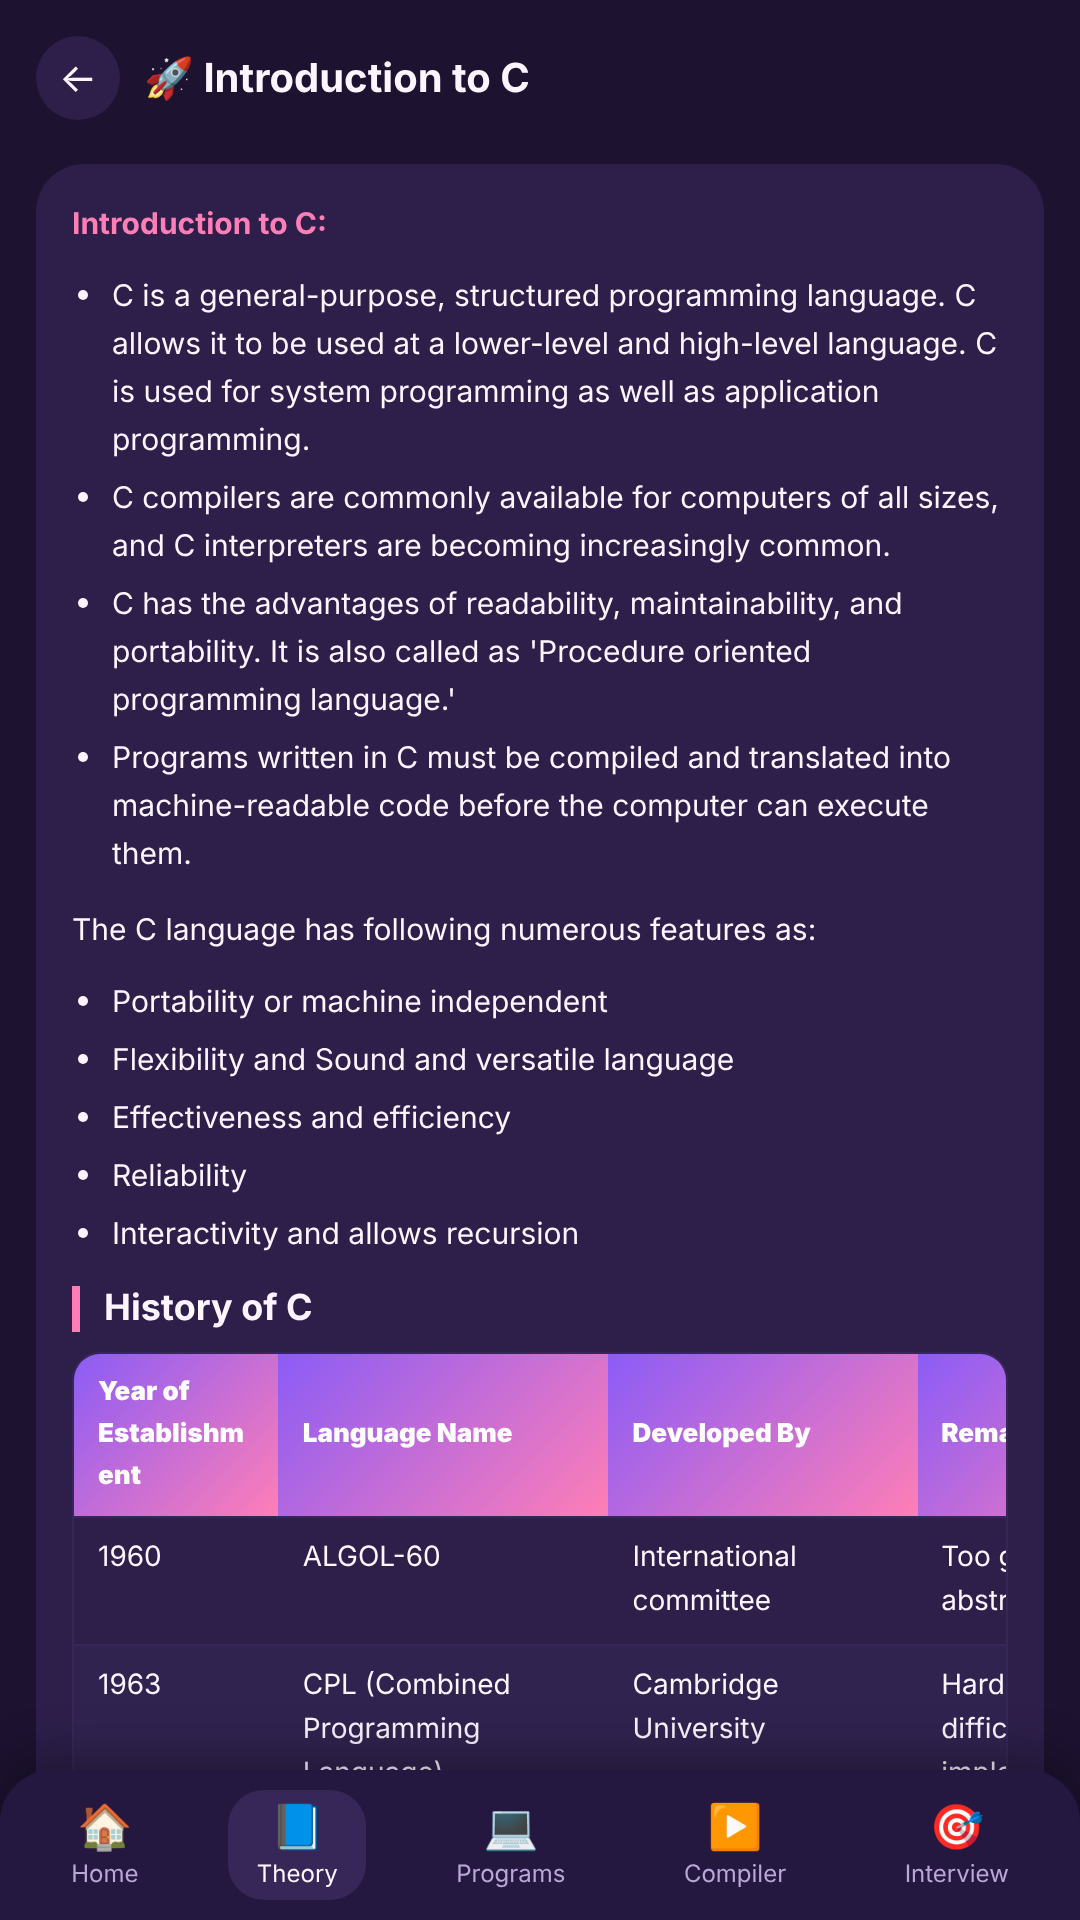 Introduction to C
Introduction to C:
• C is a general-purpose, structured programming language. C
allows it to be used at a lower-level and high-level language. C
is used for system programming as well as application
programming.
• C compilers are commonly available for computers of all sizes,
and C interpreters are becoming increasingly common.
• C has the advantages of readability, maintainability, and
portability. It is also called as 'Procedure oriented
programming language.'
• Programs written in C must be compiled and translated into
machine-readable code before the computer can execute
them.
The C language has following numerous features as:
• Portability or machine independent
• Flexibility and Sound and versatile language
• Effectiveness and efficiency
• Reliability
• Interactivity and allows recursion
History of C
Year of
Establishm
ent
Language Name
Developed By
1960
ALGOL-60
International
committee
Too
1963
CPL (Combined
Programming
Language)
Cambridge
University
Hard
Home
Theory
Programs
Compiler
Interview